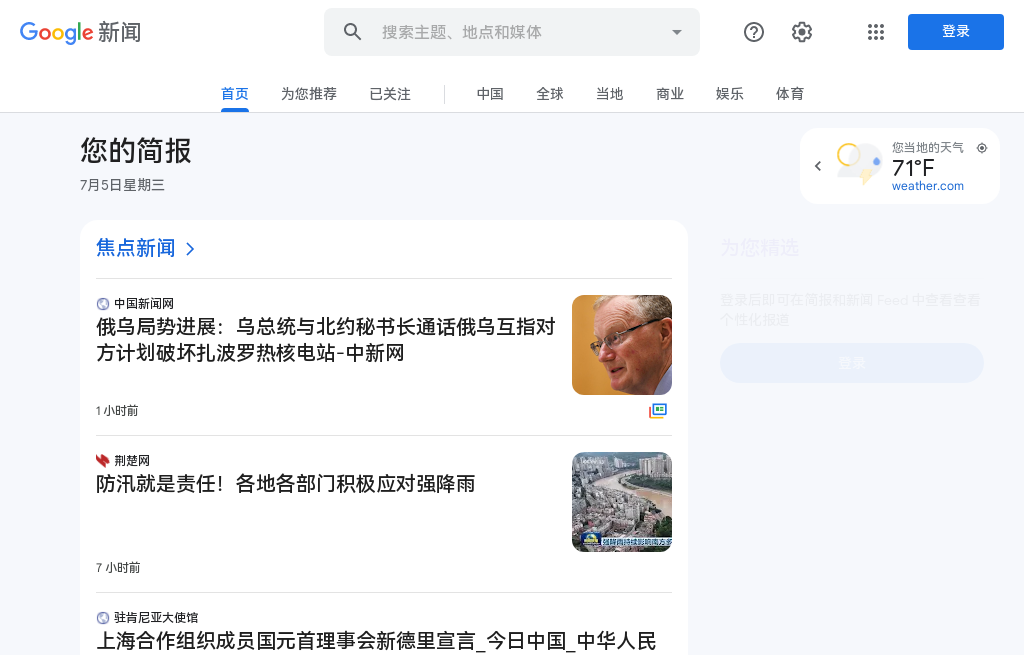 Google 新闻
搜索主题、地点和媒体
登录
首页
为您推荐
已关注
中国
全球
当地
商业
娱乐
体育
您的简报
7月5日星期三
您当地的天气
71°F
weather.com
焦点新闻
中国新闻网
俄乌局势进展：乌总统与北约秘书长通话俄乌互指对
方计划破坏扎波罗热核电站-中新网
1 小时前
荆楚网
防汛就是责任！各地各部门积极应对强降雨
强降雨持续影响南方多
7 小时前
驻肯尼亚大使馆
上海合作组织成员国元首理事会新德里宣言_今日中国_中华人民
为您精选
登录后即可在简报和新闻 Feed 中查看查看
个性化报道
登录